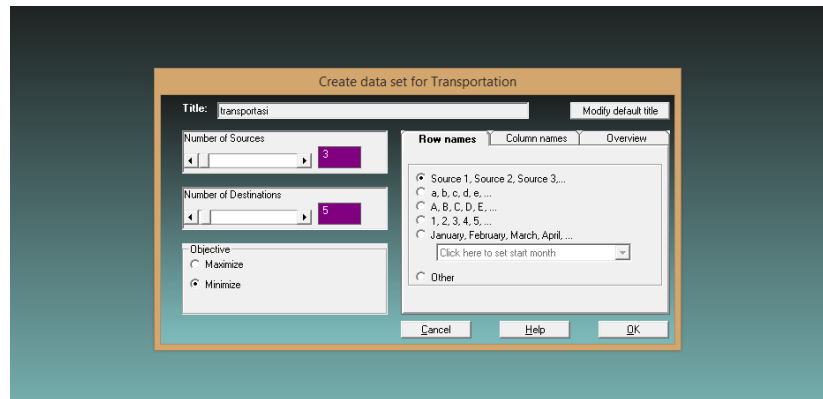 Create data set for Transportation
Title: transportasi
Modify default title
Number of Sources
3
Number of Destinations
5
Objective
Maximize
Minimize
Row names
Column names
Overview
Source 1, Source 2, Source 3,...
a, b, c, d, e, ...
A, B, C, D, E, ...
1, 2, 3, 4, 5, ...
January, February, March, April, ...
Click here to set start month
Other
Cancel
Help
OK